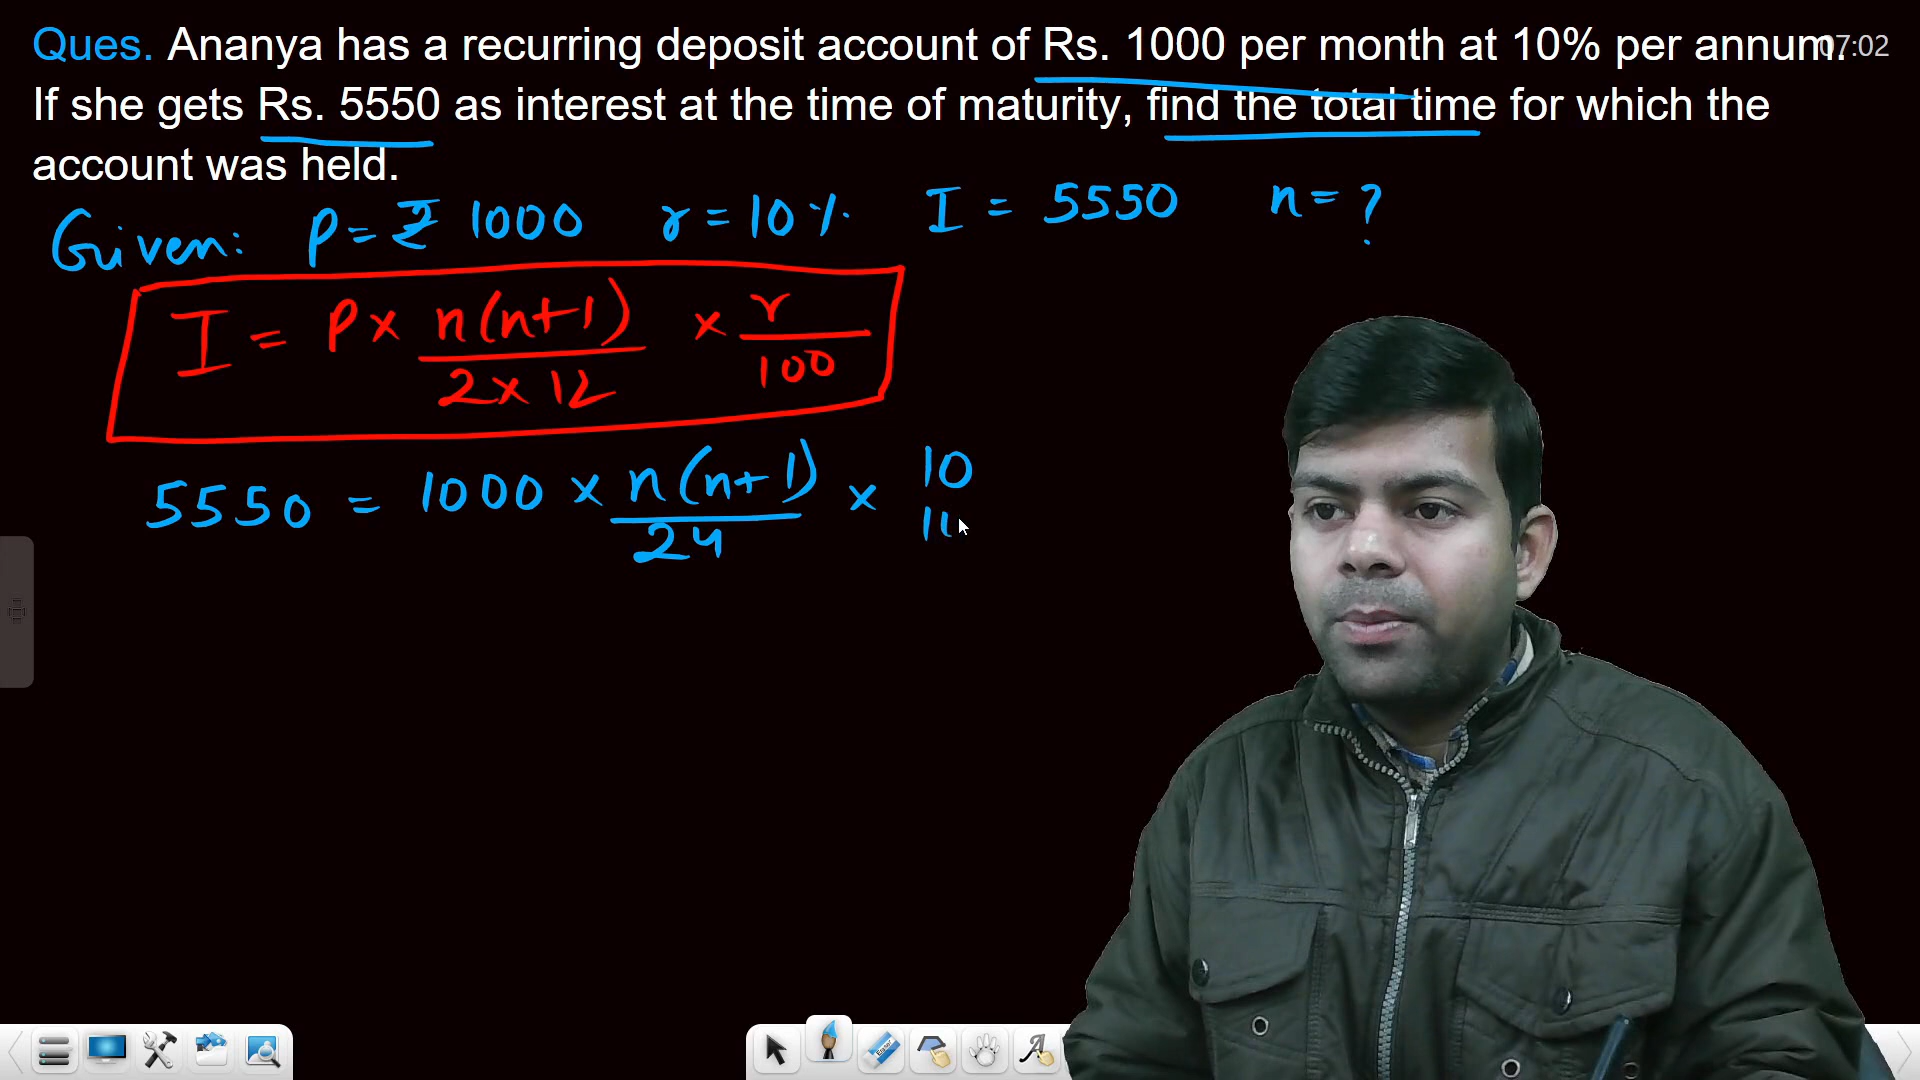 Ques. Ananya has a recurring deposit account of Rs. 1000 per month at 10% per annum.
07:02
If she gets Rs. 5550 as interest at the time of maturity, find the total time for which the
account was held.
Given: P = ₹ 1000 r = 10 % I = 5550 n = ?
I = P × n(n+1)/2 × 12 × r/100
5550 = 1000 × n(n+1)/24 × 10
Eraser
A